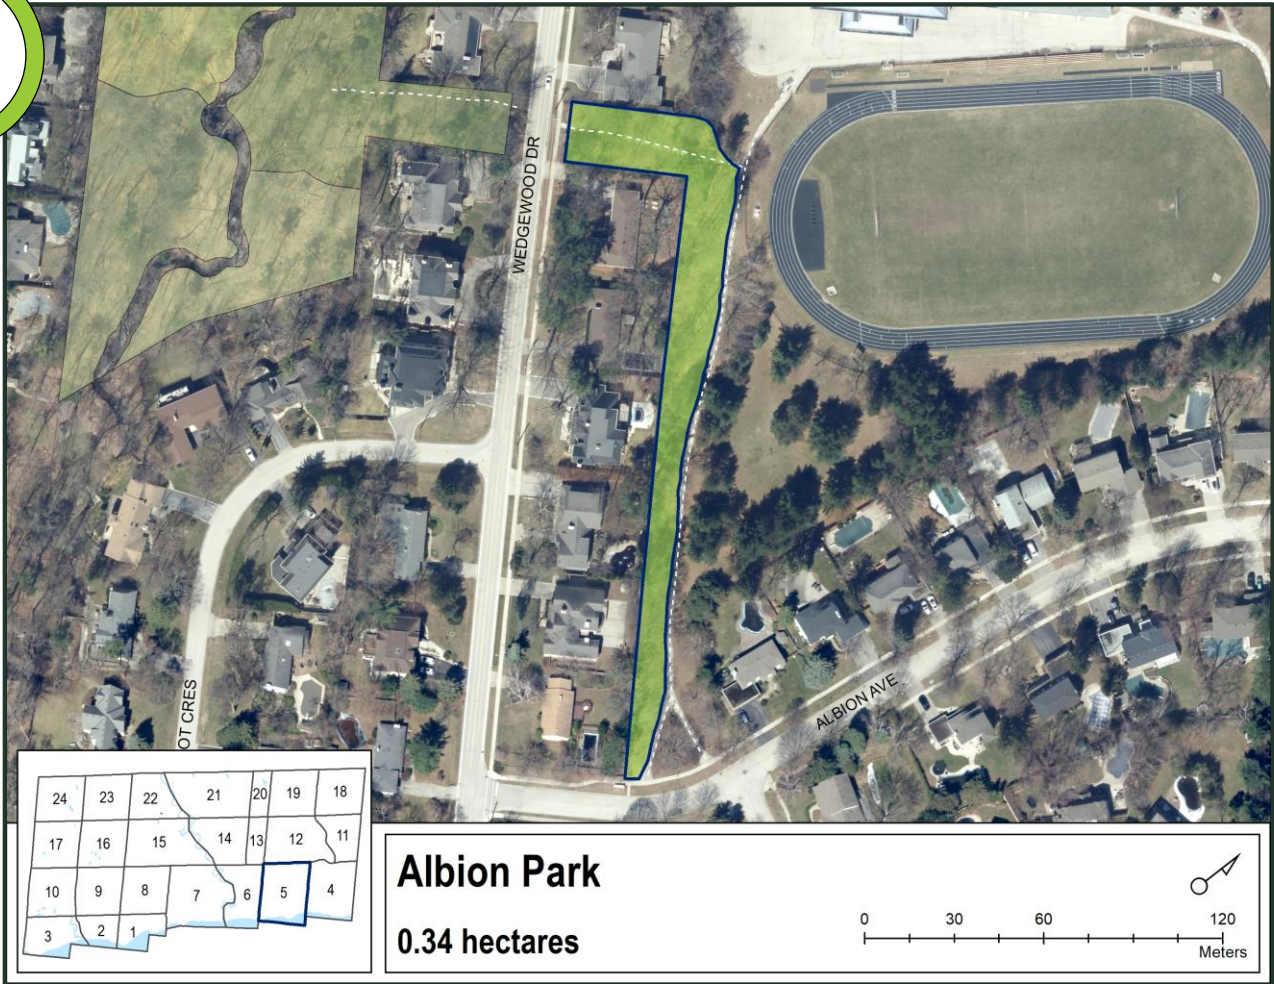 WEDGEWOOD DR
OT CRES
ALBION AVE
24 23 22 21 20 19 18
17 16 15 14 13 12 11
10 9 8 7 6 5 4
3 2 1
Albion Park
0.34 hectares
0 30 60 120
Meters